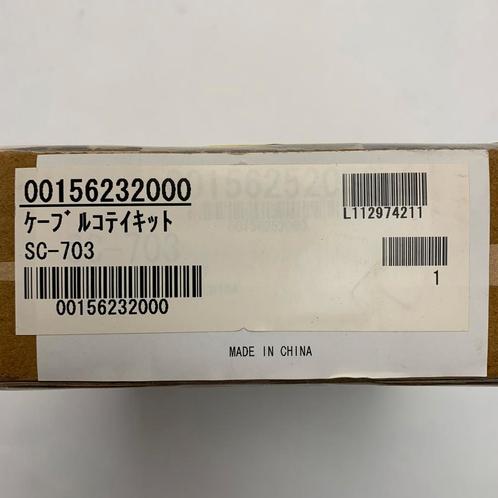 00156232000
ｹｰﾌﾞﾙｺﾃｲｷｯﾄ
SC-703
00156232000
L112974211
1
MADE IN CHINA